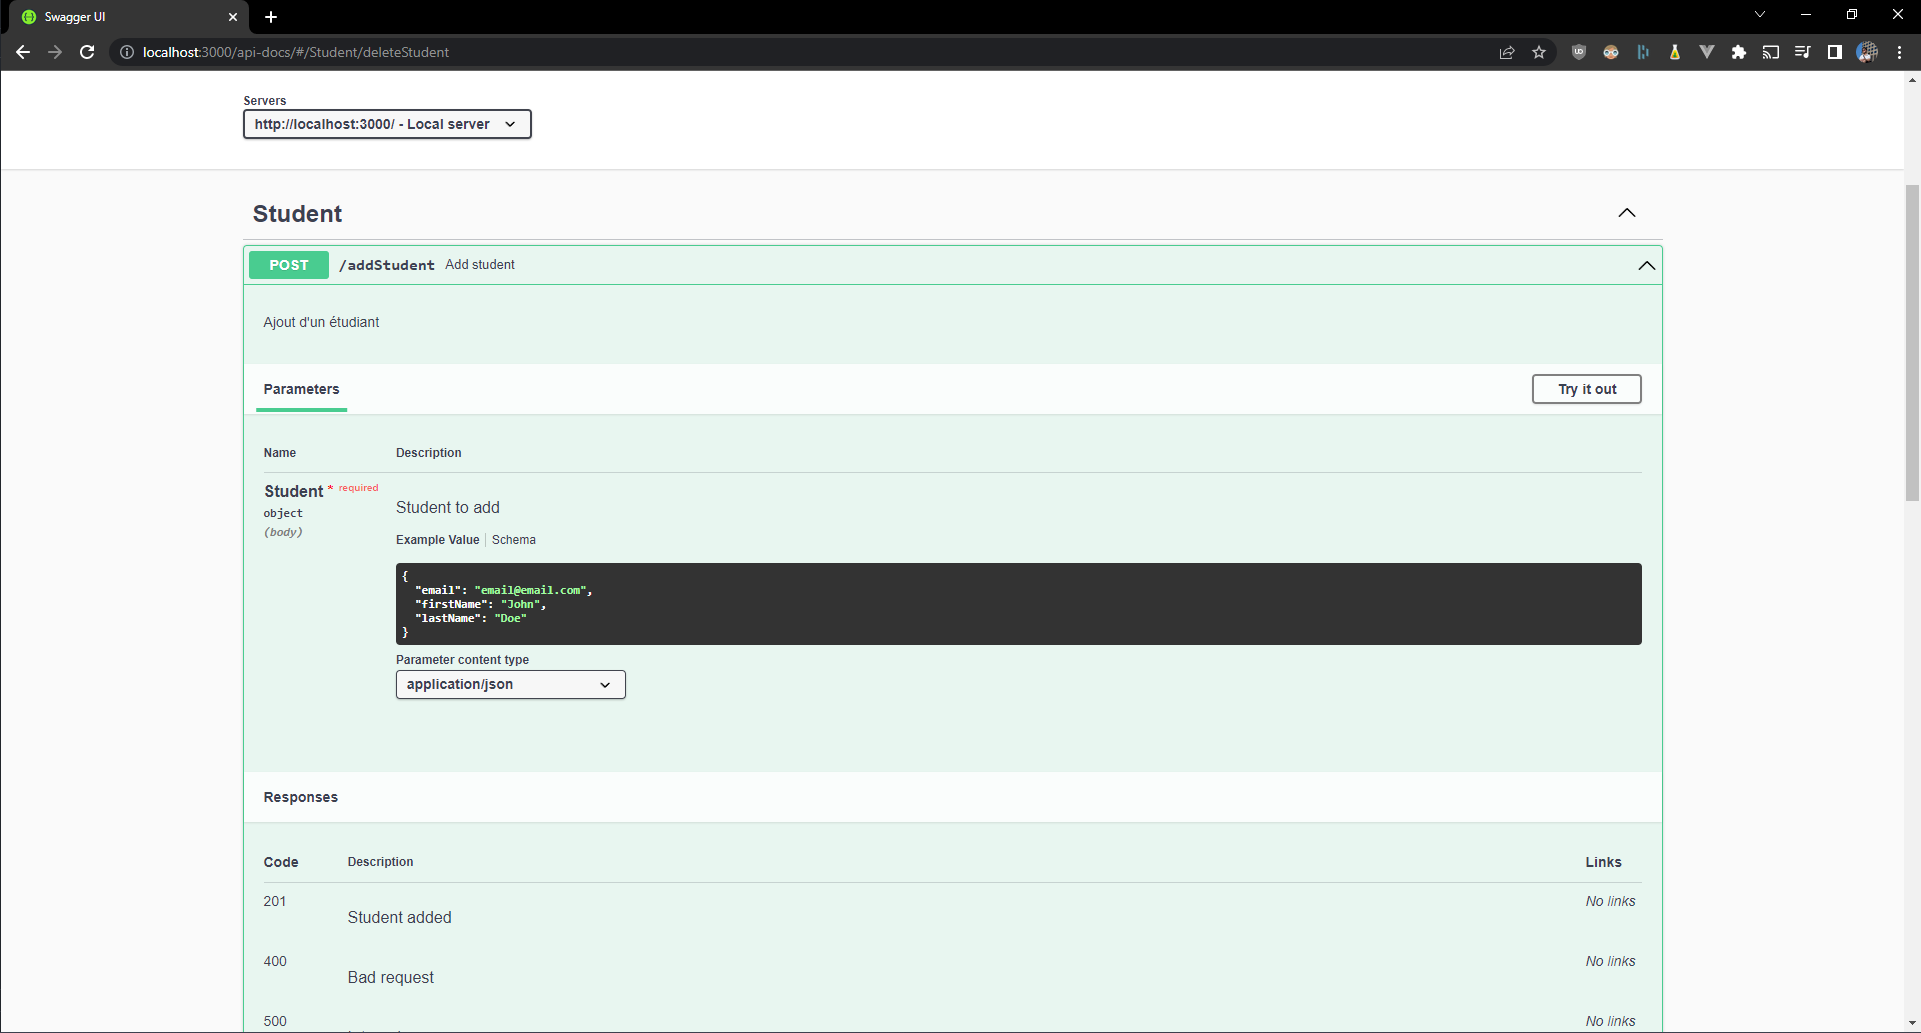 Swagger UI
localhost:3000/api-docs/#/Student/deleteStudent
Servers
http://localhost:3000/ - Local server
Student
POST /addStudent Add student
Ajout d'un étudiant
Parameters
Try it out
Name Description
Student * required
object
(body)
Student to add
Example Value Schema
{
"email": "email@email.com",
"firstName": "John",
"lastName": "Doe"
}
Parameter content type
application/json
Responses
Code Description Links
201 No links
Student added
400 No links
Bad request
500 No links